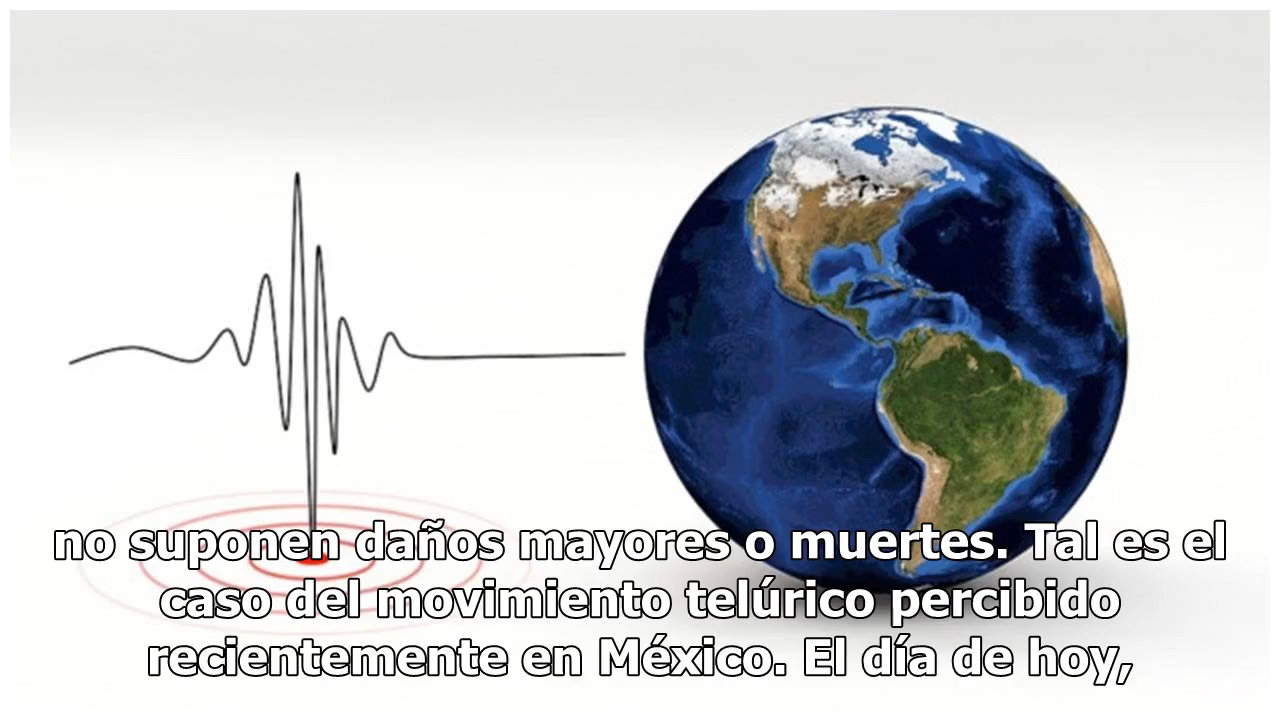 no suponen daños mayores o muertes. Tal es el
caso del movimiento telúrico percibido
recientemente en México. El día de hoy,